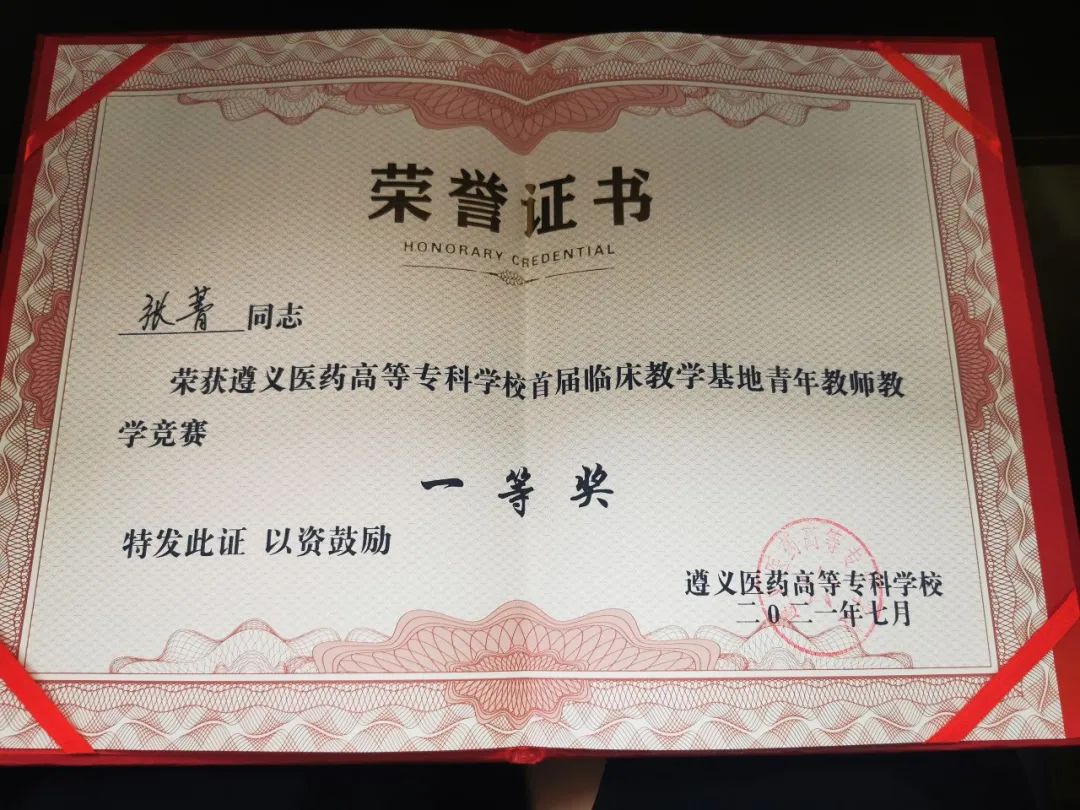 荣誉证书
HONORARY CREDENTIAL
张菁 同志
荣获遵义医药高等专科学校首届临床教学基地青年教师教
学竞赛
一等奖
特发此证 以资鼓励
遵义医药高等专科学校
二0二一年七月